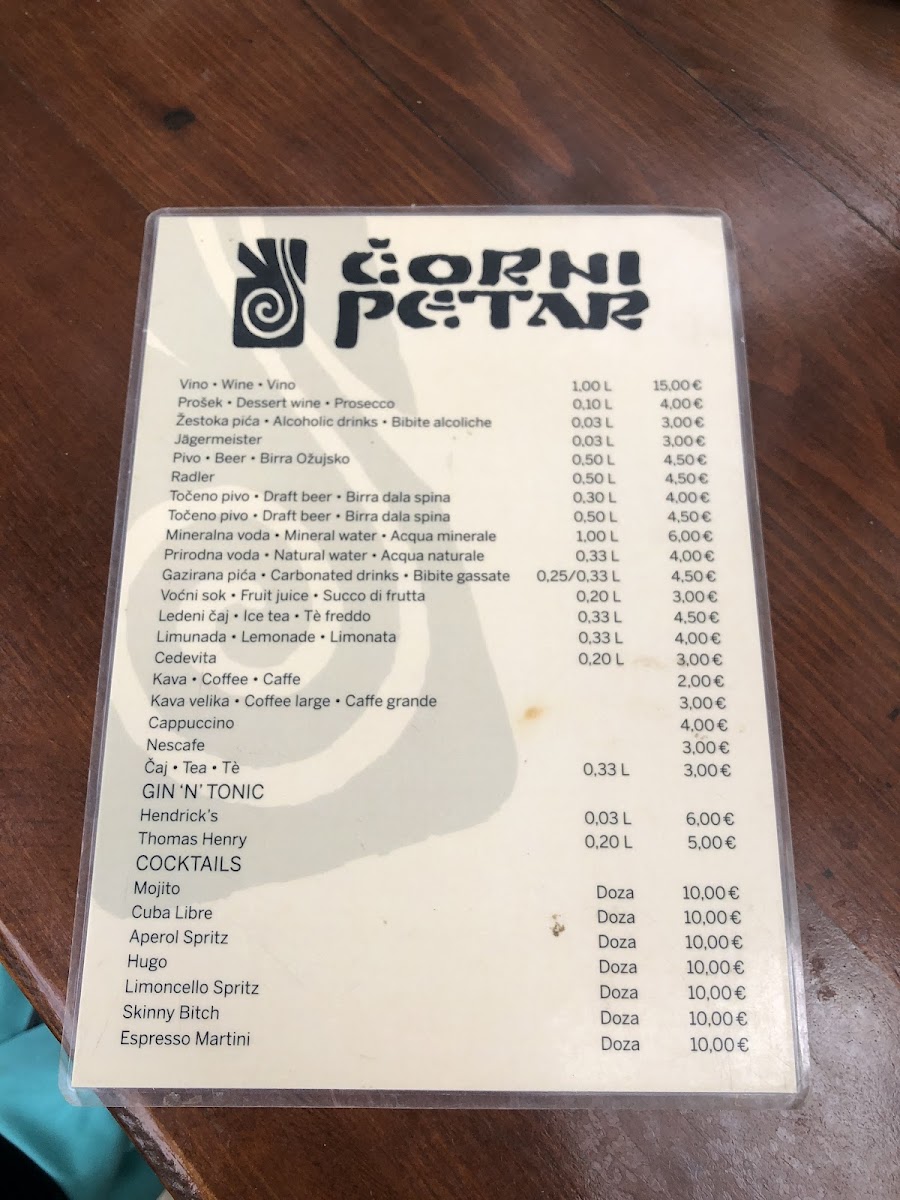 ČORNI
PETAR
Vino • Wine • Vino 1,00 L 15,00 €
Prošek • Dessert wine • Prosecco 0,10 L 4,00 €
Žestoka pića • Alcoholic drinks • Bibite alcoliche 0,03 L 3,00 €
Jägermeister 0,03 L 3,00 €
Pivo • Beer • Birra Ožujsko 0,50 L 4,50 €
Radler 0,50 L 4,50 €
Točeno pivo • Draft beer • Birra dala spina 0,30 L 4,00 €
Točeno pivo • Draft beer • Birra dala spina 0,50 L 4,50 €
Mineralna voda • Mineral water • Acqua minerale 1,00 L 6,00 €
Prirodna voda • Natural water • Acqua naturale 0,33 L 4,00 €
Gazirana pića • Carbonated drinks • Bibite gassate 0,25/0,33 L 4,50 €
Voćni sok • Fruit juice • Succo di frutta 0,20 L 3,00 €
Ledeni čaj • Ice tea • Tè freddo 0,33 L 4,50 €
Limunada • Lemonade • Limonata 0,33 L 4,00 €
Cedevita 0,20 L 3,00 €
Kava • Coffee • Caffe 2,00 €
Kava velika • Coffee large • Caffe grande 3,00 €
Cappuccino 4,00 €
Nescafe 3,00 €
Čaj • Tea • Tè 0,33 L 3,00 €
GIN ‘N’ TONIC
Hendrick's 0,03 L 6,00 €
Thomas Henry 0,20 L 5,00 €
COCKTAILS
Mojito Doza 10,00 €
Cuba Libre Doza 10,00 €
Aperol Spritz Doza 10,00 €
Hugo Doza 10,00 €
Limoncello Spritz Doza 10,00 €
Skinny Bitch Doza 10,00 €
Espresso Martini Doza 10,00 €